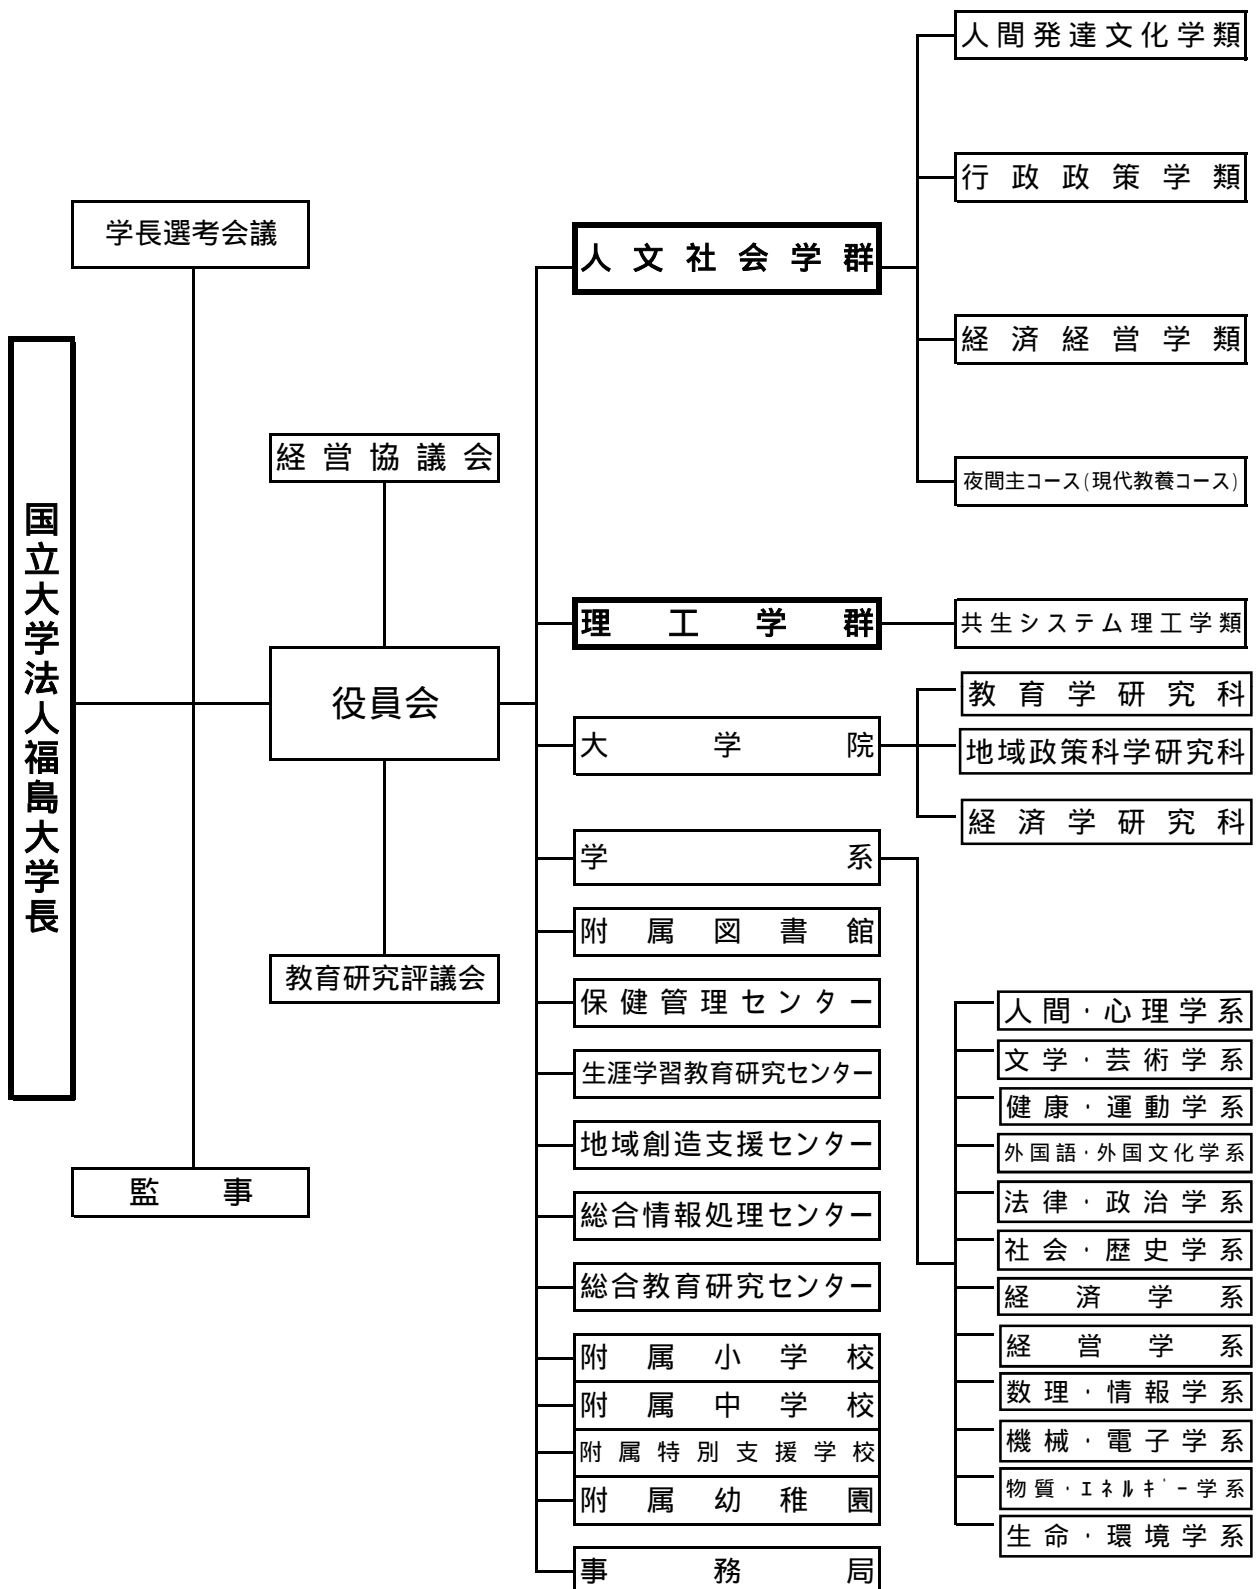 国立大学法人福島大学長
学長選考会議
監事
経営協議会
役員会
教育研究評議会
人文社会学群
人間発達文化学類
行政政策学類
経済経営学類
夜間主コース(現代教養コース)
理工学群
共生システム理工学類
大学院
教育学研究科
地域政策科学研究科
経済学研究科
学系
人間・心理学系
文学・芸術学系
健康・運動学系
外国語・外国文化学系
法律・政治学系
社会・歴史学系
経済学系
経営学系
数理・情報学系
機械・電子学系
物質・エネルギー学系
生命・環境学系
附属図書館
保健管理センター
生涯学習教育研究センター
地域創造支援センター
総合情報処理センター
総合教育研究センター
附属小学校
附属中学校
附属特別支援学校
附属幼稚園
事務局